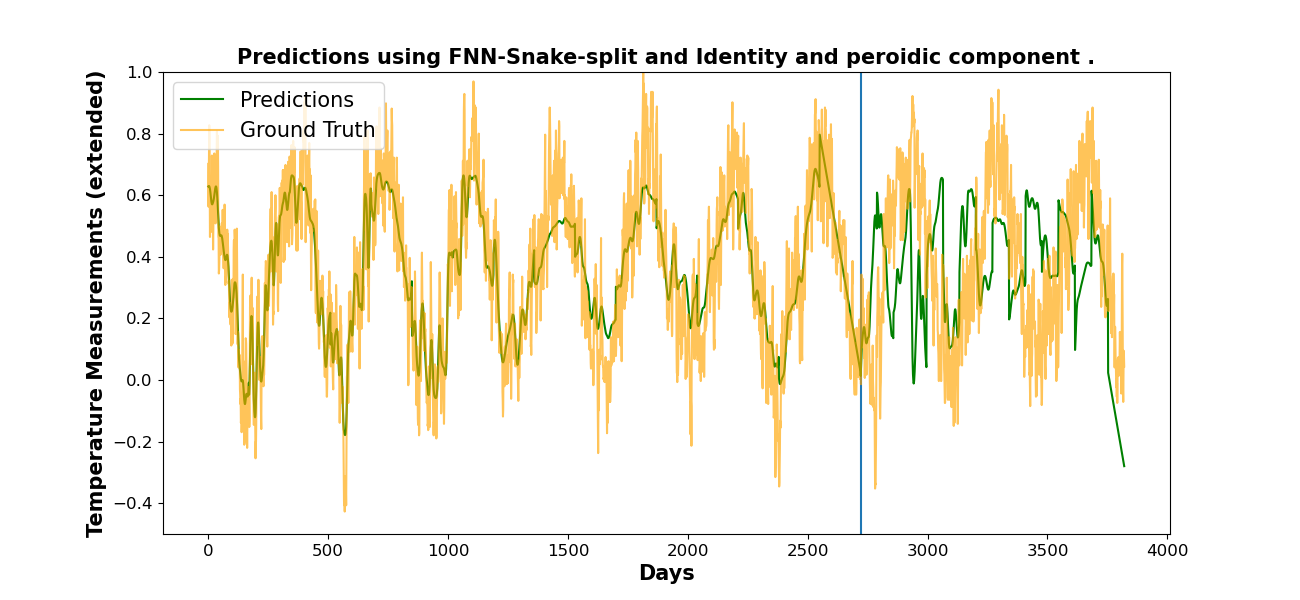 Predictions using FNN-Snake-split and Identity and peroidic component .
Temperature Measurements (extended)
1.0
0.8
0.6
0.4
0.2
0.0
−0.2
−0.4
Predictions
Ground Truth
0 500 1000 1500 2000 2500 3000 3500 4000
Days